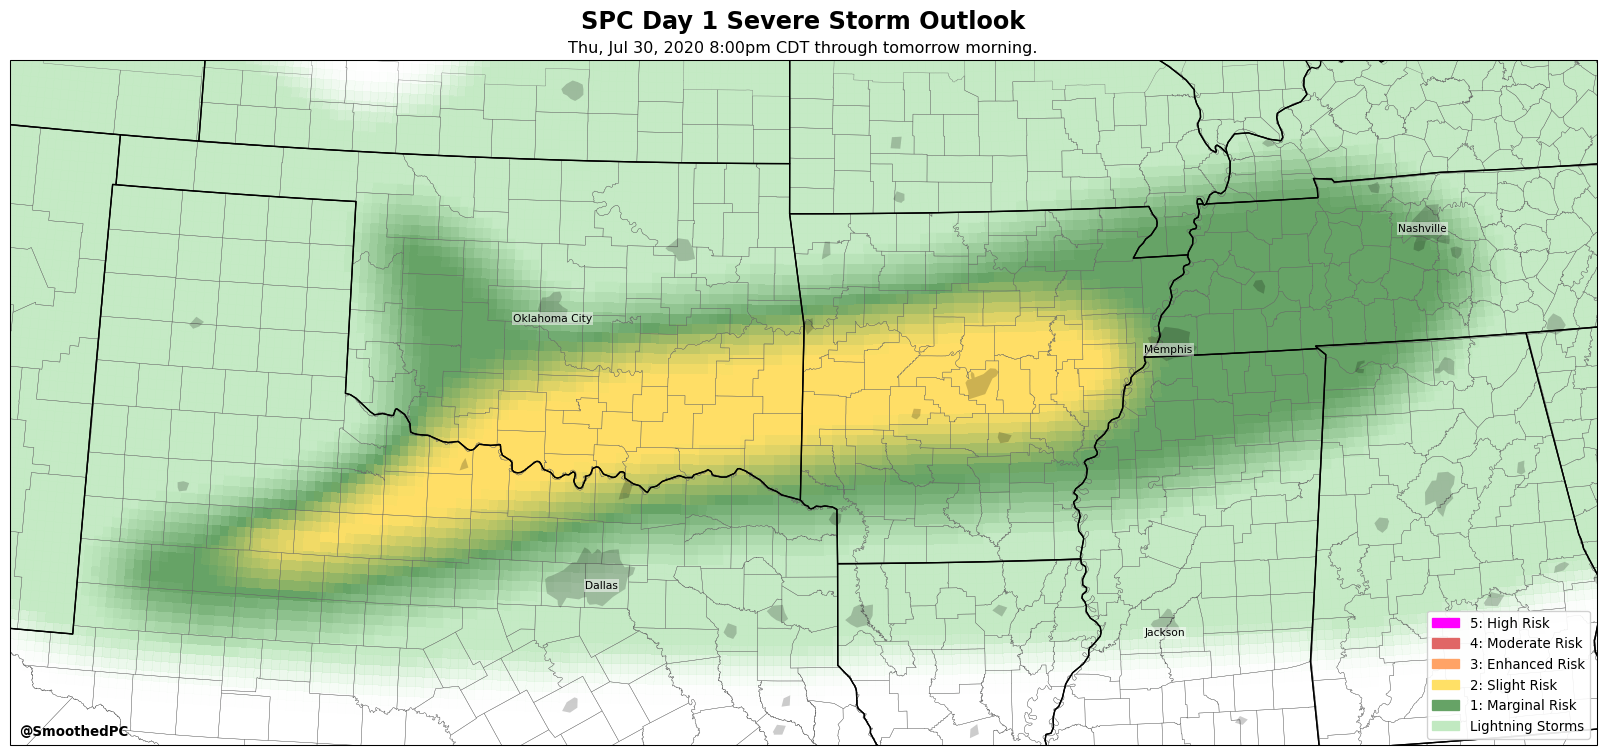 SPC Day 1 Severe Storm Outlook
Thu, Jul 30, 2020 8:00pm CDT through tomorrow morning.
Nashville
Oklahoma City
Memphis
Dallas
Jackson
5: High Risk
4: Moderate Risk
3: Enhanced Risk
2: Slight Risk
1: Marginal Risk
Lightning Storms
@SmoothedPC